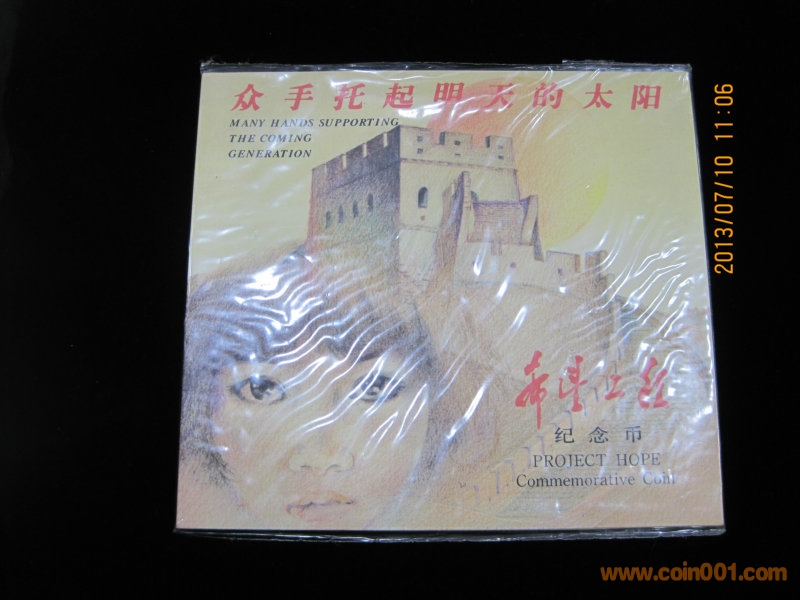 众手托起明天的太阳
MANY HANDS SUPPORTING
THE COMING
GENERATION
希望工程
纪念币
PROJECT HOPE
Commemorative Coin
2013/07/10 11:06
www.coin001.com